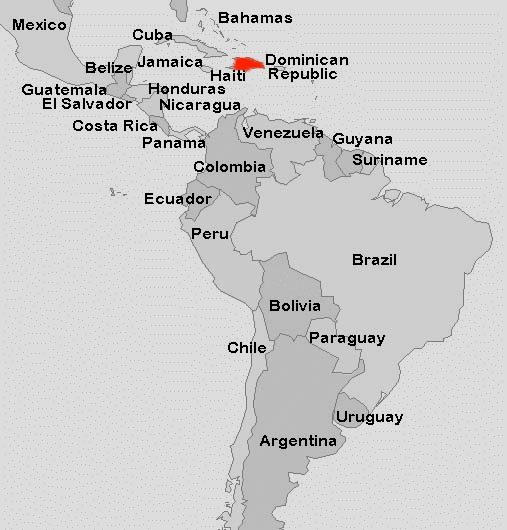 Bahamas
Mexico
Cuba
Dominican
Republic
Jamaica
Haiti
Belize
Guatemala
Honduras
El Salvador
Nicaragua
Costa Rica
Panama
Venezuela
Guyana
Suriname
Colombia
Ecuador
Peru
Brazil
Bolivia
Paraguay
Chile
Uruguay
Argentina